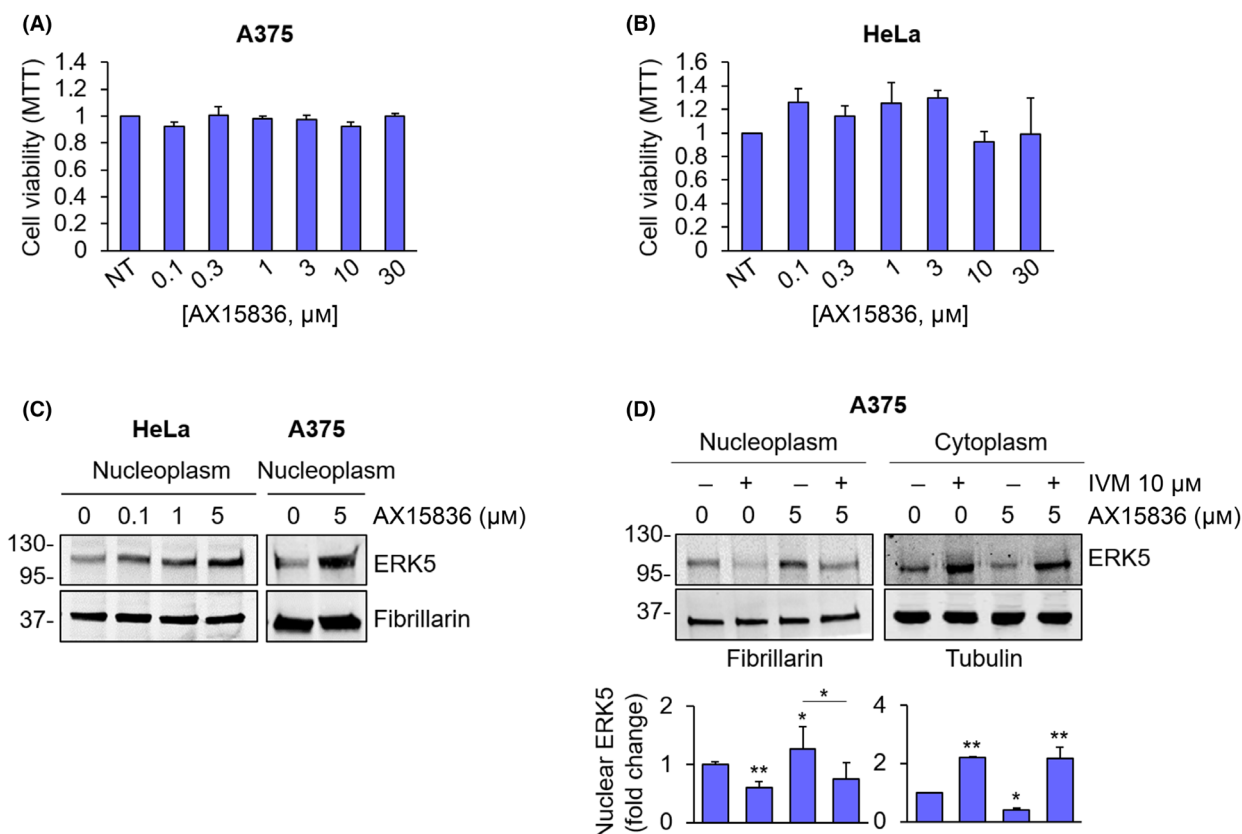 (A)
A375
Cell viability (MTT)
1.4
1.2
1
0.8
0.6
0.4
0.2
0
NT 0.1 0.3 1 3 10 30
[AX15836, µM]
(B)
HeLa
Cell viability (MTT)
1.6
1.4
1.2
1
0.8
0.6
0.4
0.2
0
NT 0.1 0.3 1 3 10 30
[AX15836, µM]
(C)
HeLa A375
Nucleoplasm Nucleoplasm
0 0.1 1 5 0 5 AX15836 (µM)
130-
95-
ERK5
37-
Fibrillarin
(D)
A375
Nucleoplasm Cytoplasm
– + – + – + – + IVM 10 µM
0 0 5 5 0 0 5 5 AX15836 (µM)
130-
95-
ERK5
37-
Fibrillarin Tubulin
Nuclear ERK5
(fold change)
2
1
0
** * *
4
2
0
** * **